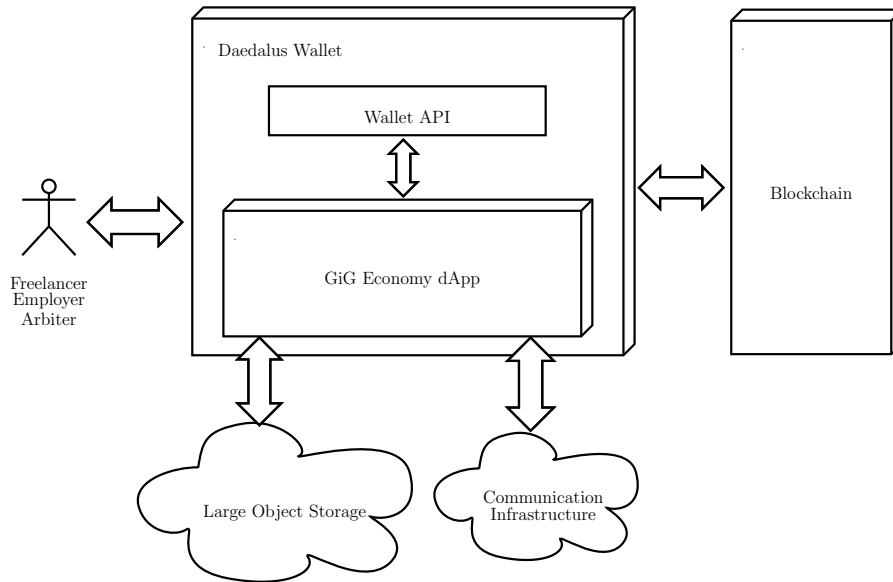 Daedalus Wallet
Wallet API
Blockchain
GiG Economy dApp
Freelancer
Employer
Arbiter
Large Object Storage
Communication
Infrastructure